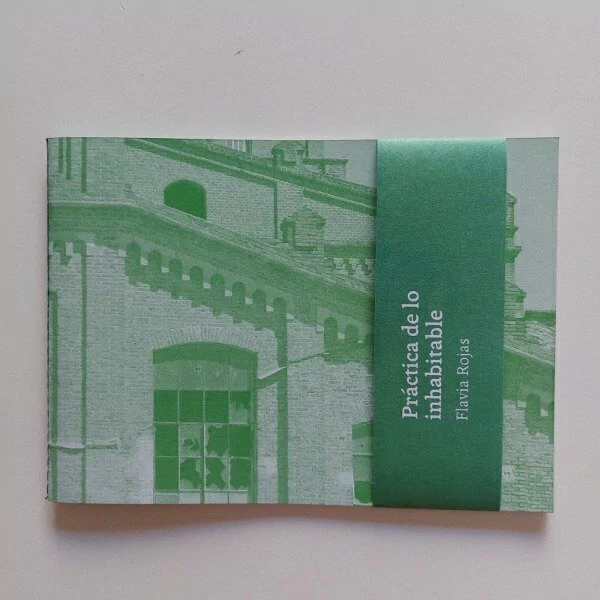 Práctica de lo
inhabitable
Flavia Rojas